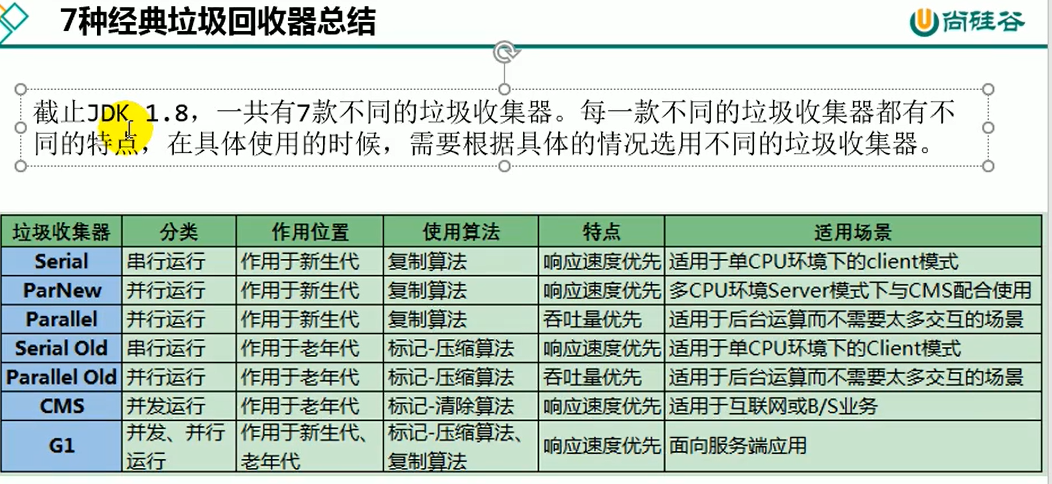 7种经典垃圾回收器总结
尚硅谷
截止JDK 1.8，一共有7款不同的垃圾收集器。每一款不同的垃圾收集器都有不
同的特点，在具体使用的时候，需要根据具体的情况选用不同的垃圾收集器。
垃圾收集器 分类 作用位置 使用算法 特点 适用场景
Serial 串行运行 作用于新生代 复制算法 响应速度优先 适用于单CPU环境下的client模式
ParNew 并行运行 作用于新生代 复制算法 响应速度优先 多CPU环境Server模式下与CMS配合使用
Parallel 并行运行 作用于新生代 复制算法 吞吐量优先 适用于后台运算而不需要太多交互的场景
Serial Old 串行运行 作用于老年代 标记-压缩算法 响应速度优先 适用于单CPU环境下的Client模式
Parallel Old 并行运行 作用于老年代 标记-压缩算法 吞吐量优先 适用于后台运算而不需要太多交互的场景
CMS 并发运行 作用于老年代 标记-清除算法 响应速度优先 适用于互联网或B/S业务
G1 并发、并行运行 作用于新生代、老年代 标记-压缩算法、复制算法 响应速度优先 面向服务端应用